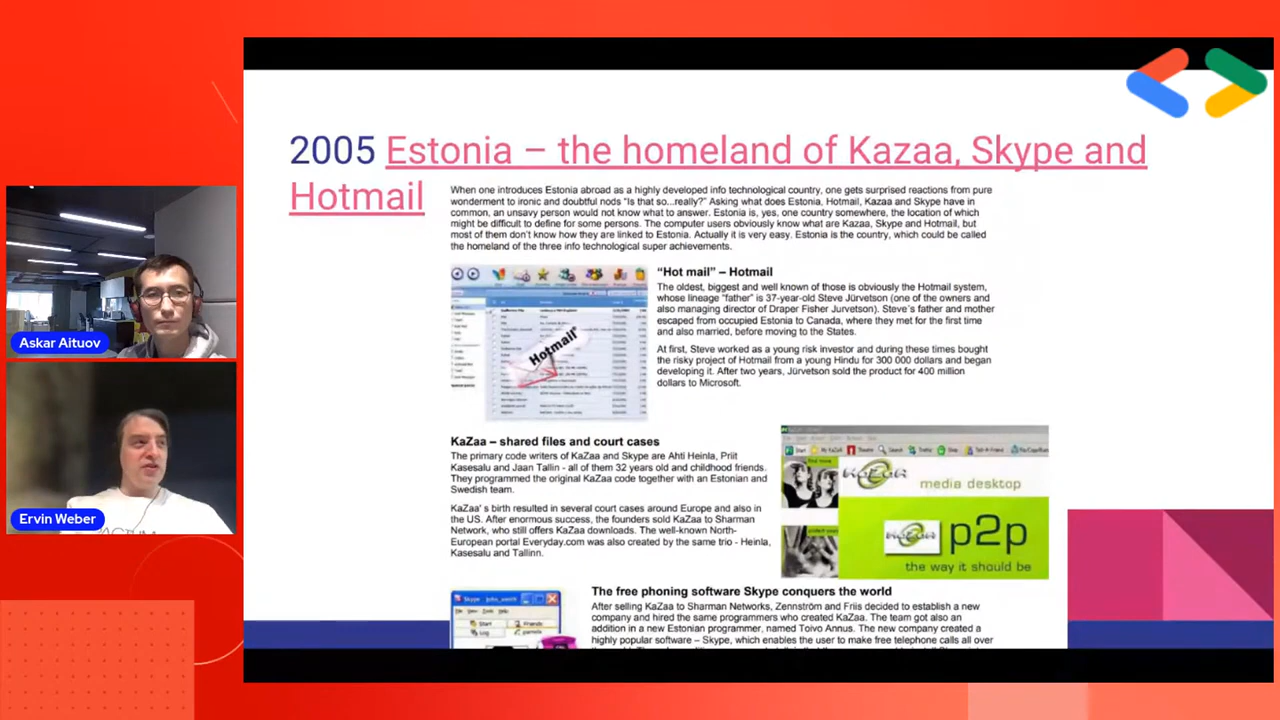 2005 Estonia – the homeland of Kazaa, Skype and
Hotmail
When one introduces Estonia abroad as a highly developed info technological country, one gets surprised reactions from pure
wonderment to ironic and doubtful nods "Is that so...really?" Asking what does Estonia, Hotmail, Kazaa and Skype have in
common, an unsavy person would not know what to answer. Estonia is, yes, one country somewhere, the location of which
might be difficult to define for some persons. The computer users obviously know what are Kazaa, Skype and Hotmail, but
most of them don't know how they are linked to Estonia. Actually it is very easy. Estonia is the country, which could be called
the homeland of the three info technological super achievements.
"Hot mail" – Hotmail
The oldest, biggest and well known of those is obviously the Hotmail system,
whose lineage "father" is 37-year-old Steve Jürvetson (one of the owners and
also managing director of Draper Fisher Jurvetson). Steve's father and mother
escaped from occupied Estonia to Canada, where they met for the first time
and also married, before moving to the States.
At first, Steve worked as a young risk investor and during these times bought
the risky project of Hotmail from a young Hindu for 300 000 dollars and began
developing it. After two years, Jürvetson sold the product for 400 million
dollars to Microsoft.
Hotmail
KaZaa – shared files and court cases
The primary code writers of KaZaa and Skype are Ahti Heinla, Priit
Kasesalu and Jaan Tallin - all of them 32 years old and childhood friends.
They programmed the original KaZaa code together with an Estonian and
Swedish team.
KaZaa' s birth resulted in several court cases around Europe and also in
the US. After enormous success, the founders sold KaZaa to Sharman
Network, who still offers KaZaa downloads. The well-known North-
European portal Everyday.com was also created by the same trio - Heinla,
Kasesalu and Tallinn.
media desktop
p2p
the way it should be
The free phoning software Skype conquers the world
After selling KaZaa to Sharman Networks, Zennström and Friis decided to establish a new
company and hired the same programmers who created KaZaa. The team got also an
addition in a new Estonian programmer, named Toivo Annus. The new company created a
highly popular software – Skype, which enables the user to make free telephone calls all over
Skype
Start
Friends
Log
Askar Aituov
Ervin Weber